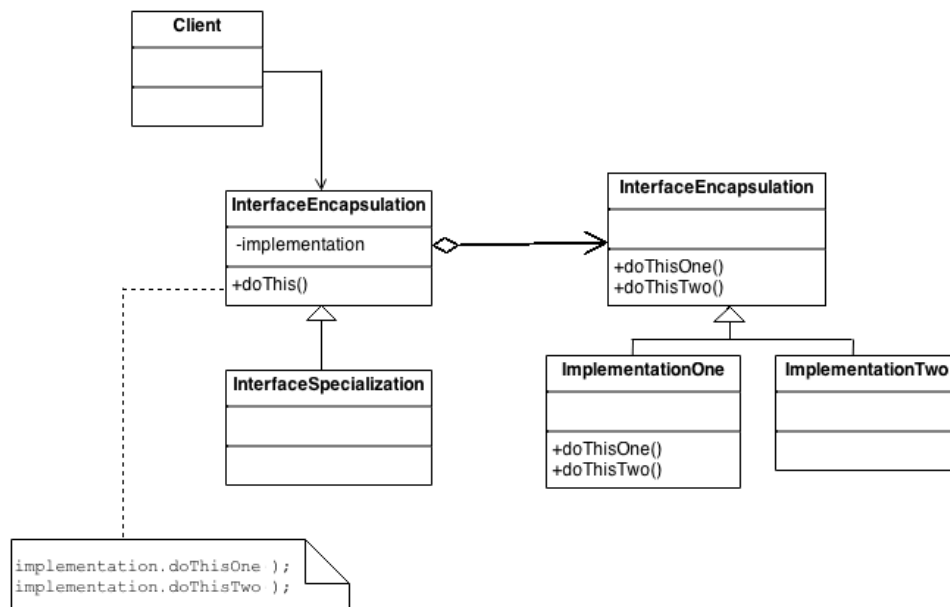 Client
InterfaceEncapsulation
-implementation
+doThis()
InterfaceSpecialization
InterfaceEncapsulation
+doThisOne()
+doThisTwo()
ImplementationOne
+doThisOne()
+doThisTwo()
ImplementationTwo
implementation.doThisOne );
implementation.doThisTwo );